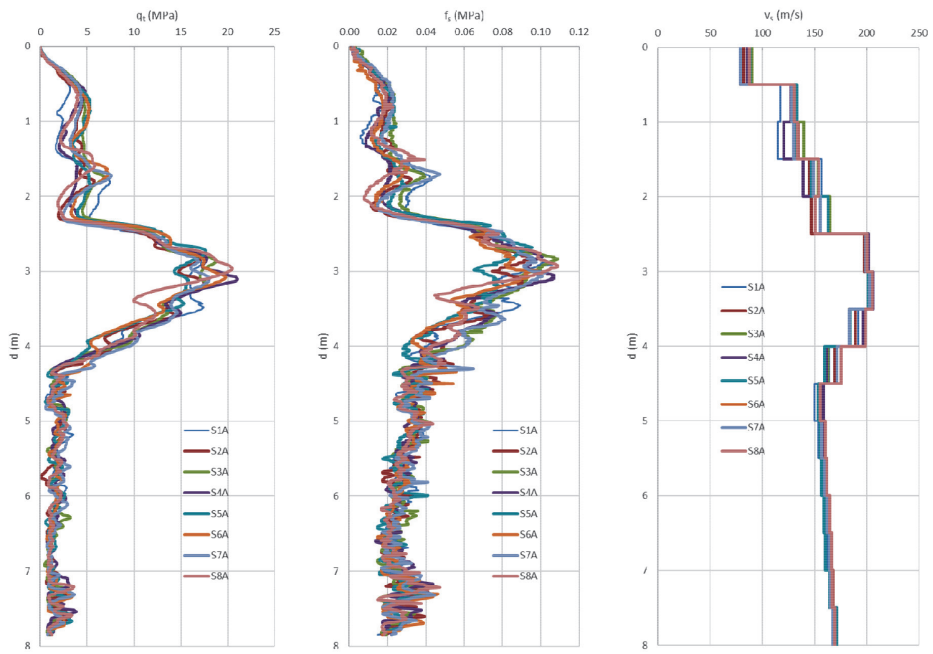 qt (MPa)
0 5 10 15 20 25
0
1
2
3
4
5
6
7
8
d (m)
S1A
S2A
S3A
S4A
S5A
S6A
S7A
S8A
fs (MPa)
0.00 0.02 0.04 0.06 0.08 0.10 0.12
0
1
2
3
4
5
6
7
8
d (m)
S1A
S2A
S3A
S4A
S5A
S6A
S7A
S8A
vs (m/s)
0 50 100 150 200 250
0
1
2
3
4
5
6
7
8
d (m)
S1A
S2A
S3A
S4A
S5A
S6A
S7A
S8A